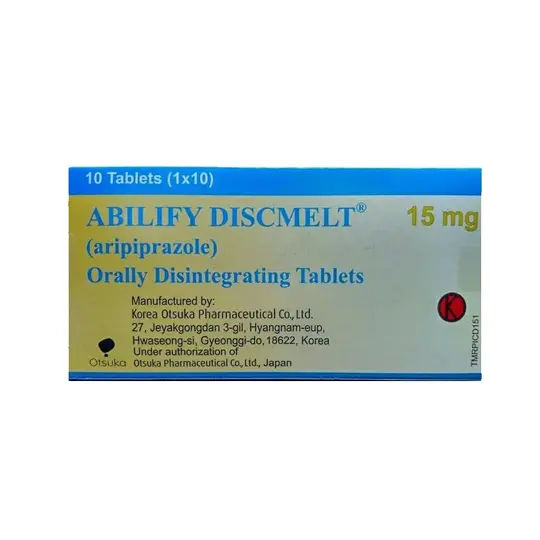 10 Tablets (1x10)
ABILIFY DISCMELT® 15 mg
(aripiprazole)
Orally Disintegrating Tablets
Manufactured by:
Korea Otsuka Pharmaceutical Co., Ltd.
27, Jeyakgongdan 3-gil, Hyangnam-eup,
Hwaseong-si, Gyeonggi-do, 18622, Korea
Under authorization of
Otsuka Pharmaceutical Co., Ltd., Japan
Otsuka
K
TMRPICD151